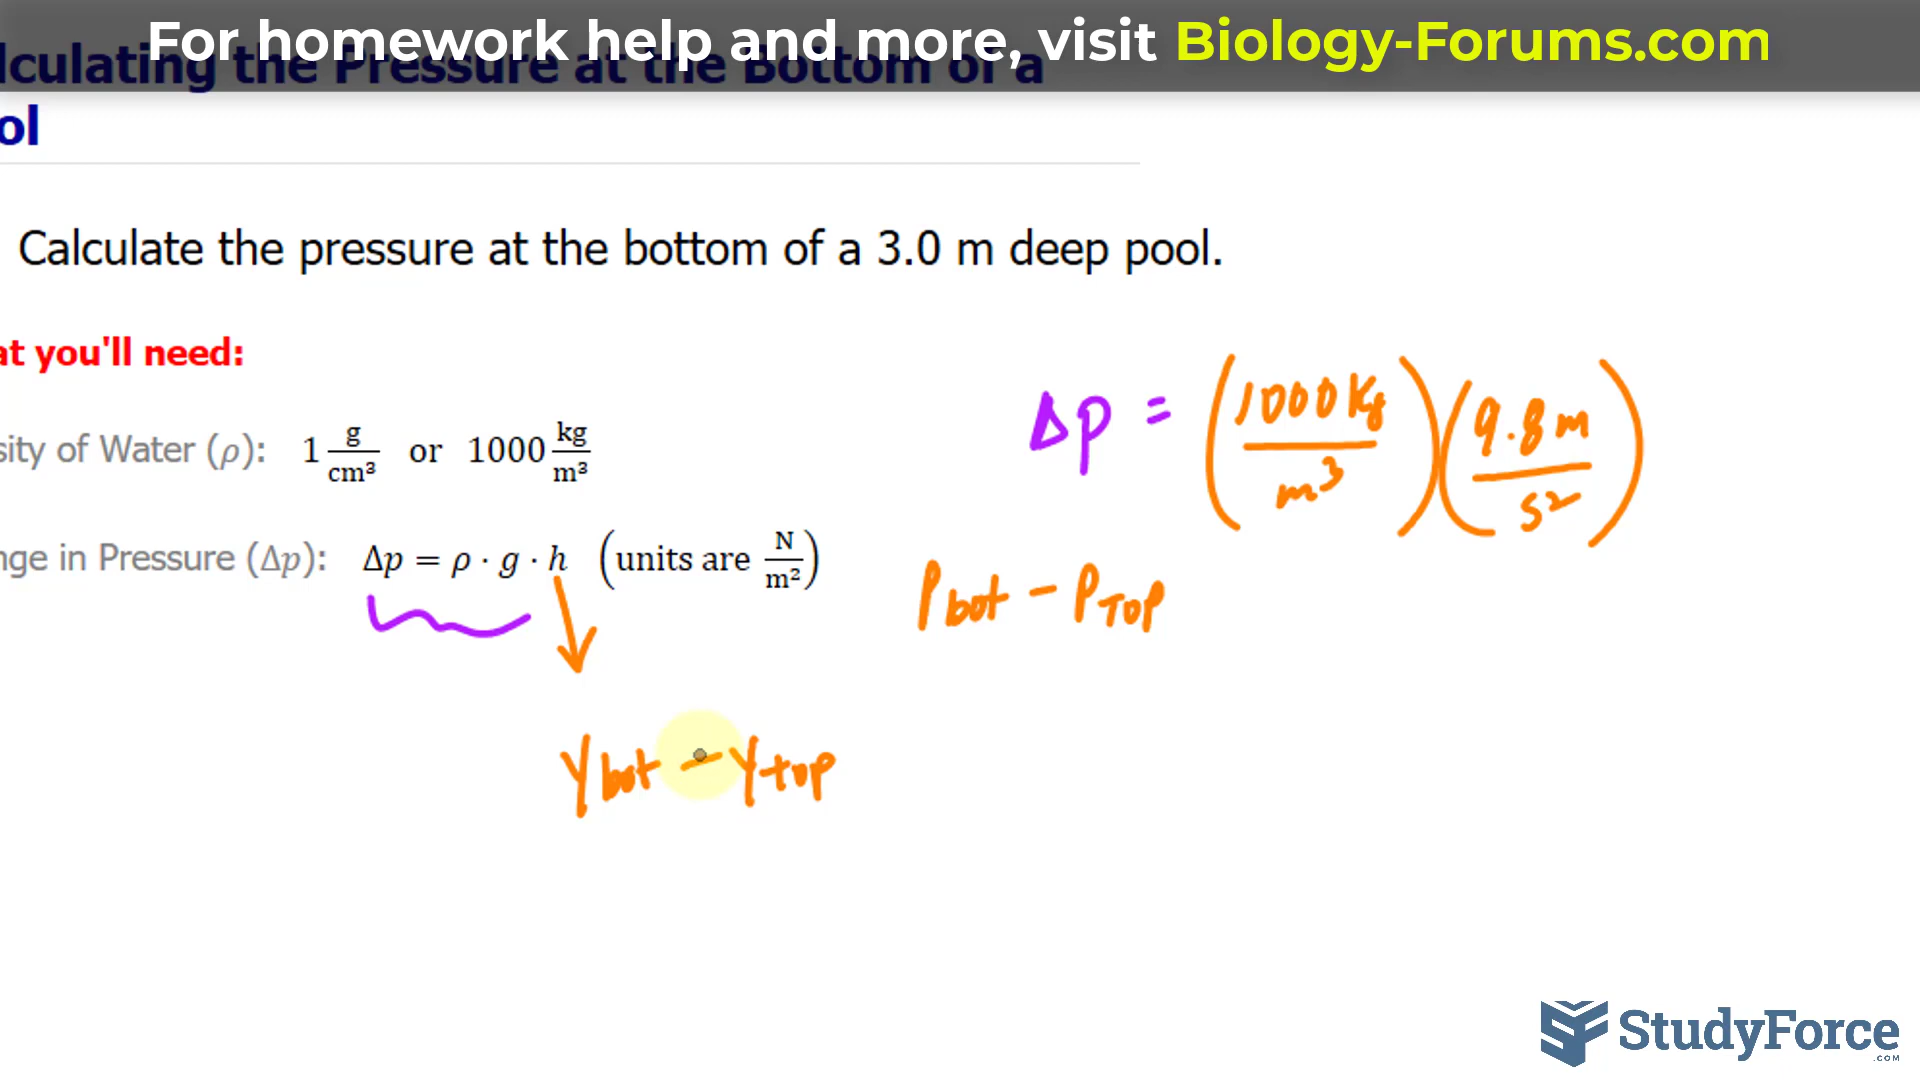 For homework help and more, visit Biology-Forums.com
lculating the Pressure at the Bottom of a
ol
Calculate the pressure at the bottom of a 3.0 m deep pool.
at you'll need:
sity of Water (ρ): 1 g/cm³ or 1000 kg/m³
Δp = (1000 kg/m³)(9.8 m/s²)
nge in Pressure (Δp): Δp = ρ · g · h (units are N/m²)
Pbot - PTOP
Ybot - Ytop
StudyForce
.COM